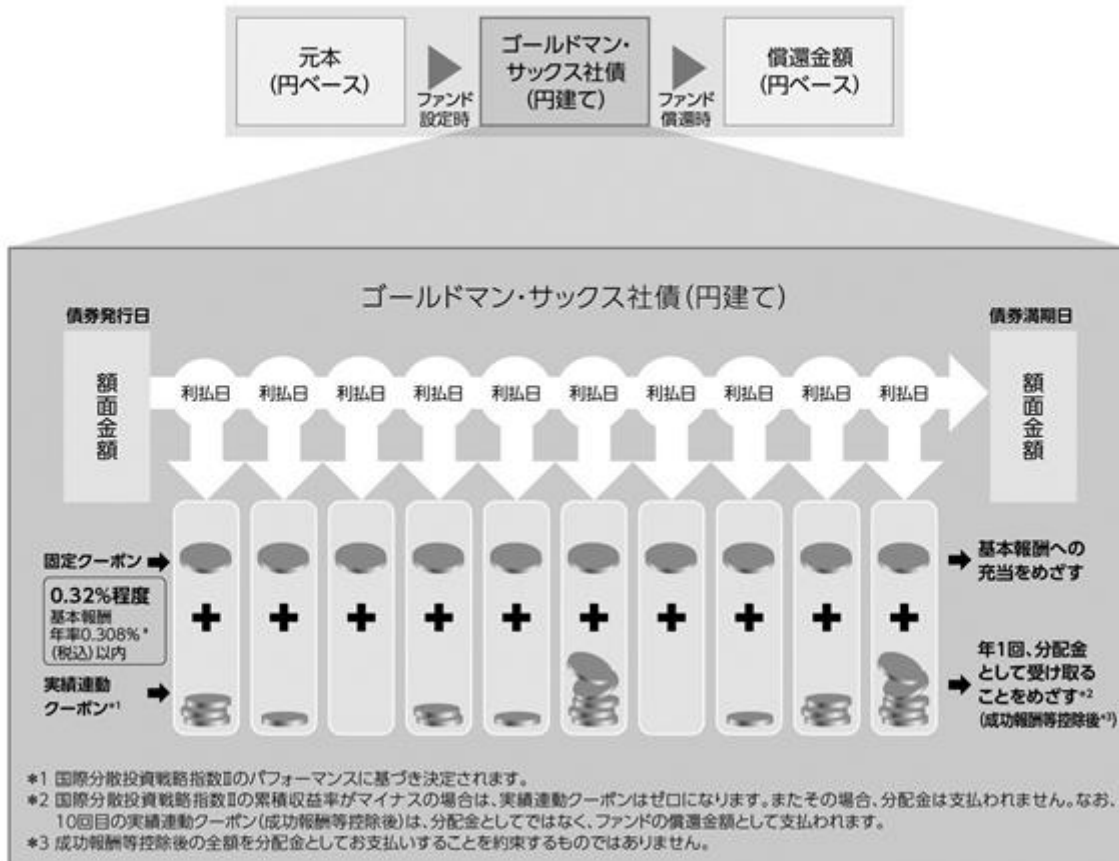 元本
(円ベース)
ファンド
設定時
ゴールドマン・
サックス社債
(円建て)
ファンド
償還時
償還金額
(円ベース)
ゴールドマン・サックス社債(円建て)
債券発行日
債券満期日
額面金額
利払日 利払日 利払日 利払日 利払日 利払日 利払日 利払日 利払日 利払日
額面金額
固定クーポン
0.32%程度
基本報酬
年率0.308%*
(税込)以内
基本報酬への
充当をめざす
実績連動
クーポン*1
年1回、分配金
として受け取る
ことをめざす*2
(成功報酬等控除後*3)
*1 国際分散投資戦略指数Ⅱのパフォーマンスに基づき決定されます。
*2 国際分散投資戦略指数Ⅱの累積収益率がマイナスの場合は、実績連動クーポンはゼロになります。またその場合、分配金は支払われません。なお、
10回目の実績連動クーポン(成功報酬等控除後)は、分配金としてではなく、ファンドの償還金額として支払われます。
*3 成功報酬等控除後の全額を分配金としてお支払いすることを約束するものではありません。